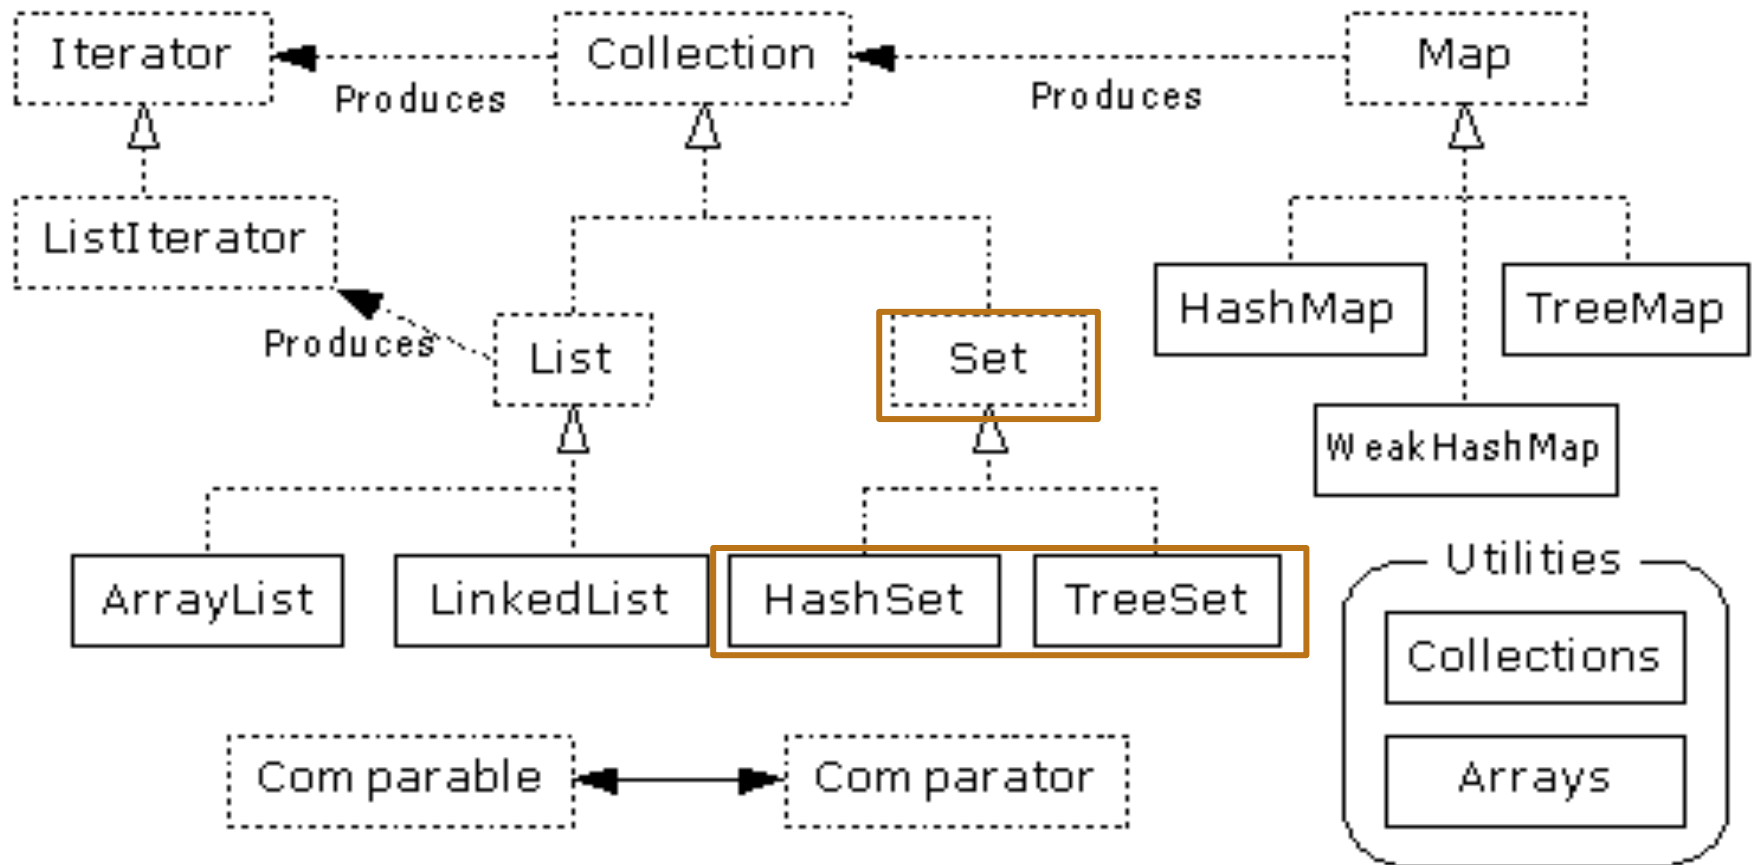 Iterator
Collection
Map
Produces
Produces
ListIterator
HashMap
TreeMap
Produces
List
Set
WeakHashMap
Utilities
ArrayList
LinkedList
HashSet
TreeSet
Collections
Comparable
Comparator
Arrays